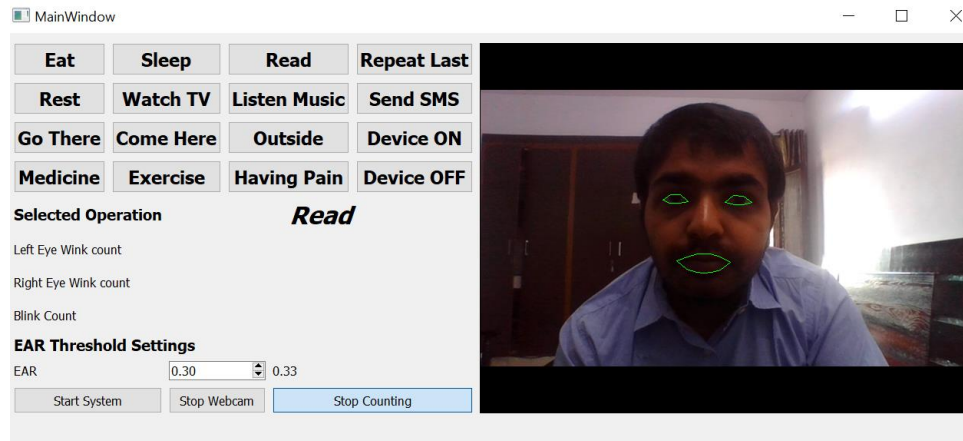 MainWindow
Eat Sleep Read Repeat Last
Rest Watch TV Listen Music Send SMS
Go There Come Here Outside Device ON
Medicine Exercise Having Pain Device OFF
Selected Operation Read
Left Eye Wink count
Right Eye Wink count
Blink Count
EAR Threshold Settings
EAR 0.30 0.33
Start System Stop Webcam Stop Counting